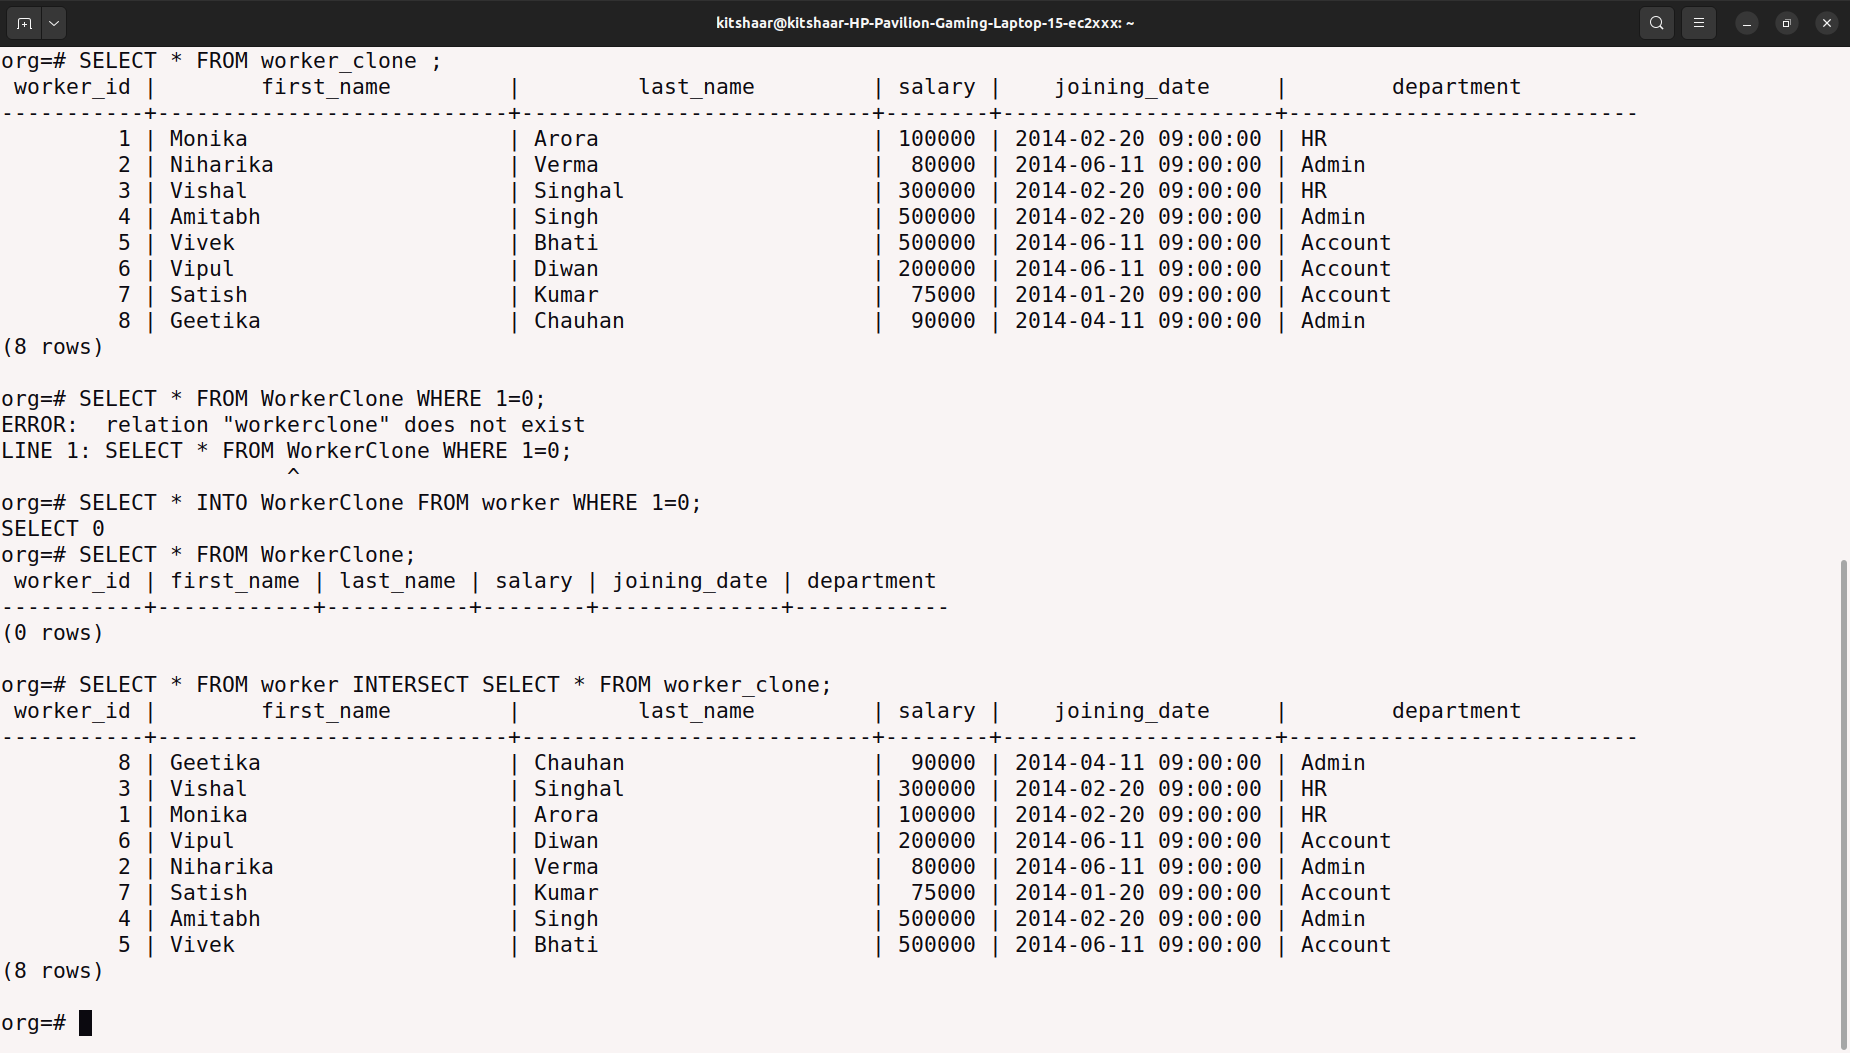 kitshaar@kitshaar-HP-Pavilion-Gaming-Laptop-15-ec2xxx: ~
org=# SELECT * FROM worker_clone ;
 worker_id |        first_name         |         last_name         | salary |    joining_date     |        department
-----------+---------------------------+---------------------------+--------+---------------------+---------------------------
         1 | Monika                    | Arora                     | 100000 | 2014-02-20 09:00:00 | HR
         2 | Niharika                  | Verma                     |  80000 | 2014-06-11 09:00:00 | Admin
         3 | Vishal                    | Singhal                   | 300000 | 2014-02-20 09:00:00 | HR
         4 | Amitabh                   | Singh                     | 500000 | 2014-02-20 09:00:00 | Admin
         5 | Vivek                     | Bhati                     | 500000 | 2014-06-11 09:00:00 | Account
         6 | Vipul                     | Diwan                     | 200000 | 2014-06-11 09:00:00 | Account
         7 | Satish                    | Kumar                     |  75000 | 2014-01-20 09:00:00 | Account
         8 | Geetika                   | Chauhan                   |  90000 | 2014-04-11 09:00:00 | Admin
(8 rows)

org=# SELECT * FROM WorkerClone WHERE 1=0;
ERROR:  relation "workerclone" does not exist
LINE 1: SELECT * FROM WorkerClone WHERE 1=0;
                      ^
org=# SELECT * INTO WorkerClone FROM worker WHERE 1=0;
SELECT 0
org=# SELECT * FROM WorkerClone;
 worker_id | first_name | last_name | salary | joining_date | department
-----------+------------+-----------+--------+--------------+------------
(0 rows)

org=# SELECT * FROM worker INTERSECT SELECT * FROM worker_clone;
 worker_id |        first_name         |         last_name         | salary |    joining_date     |        department
-----------+---------------------------+---------------------------+--------+---------------------+---------------------------
         8 | Geetika                   | Chauhan                   |  90000 | 2014-04-11 09:00:00 | Admin
         3 | Vishal                    | Singhal                   | 300000 | 2014-02-20 09:00:00 | HR
         1 | Monika                    | Arora                     | 100000 | 2014-02-20 09:00:00 | HR
         6 | Vipul                     | Diwan                     | 200000 | 2014-06-11 09:00:00 | Account
         2 | Niharika                  | Verma                     |  80000 | 2014-06-11 09:00:00 | Admin
         7 | Satish                    | Kumar                     |  75000 | 2014-01-20 09:00:00 | Account
         4 | Amitabh                   | Singh                     | 500000 | 2014-02-20 09:00:00 | Admin
         5 | Vivek                     | Bhati                     | 500000 | 2014-06-11 09:00:00 | Account
(8 rows)

org=#